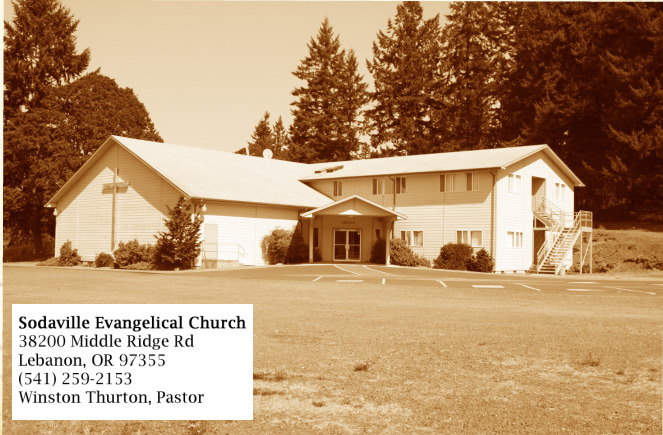 Sodaville Evangelical Church
38200 Middle Ridge Rd
Lebanon, OR 97355
(541) 259-2153
Winston Thurton, Pastor